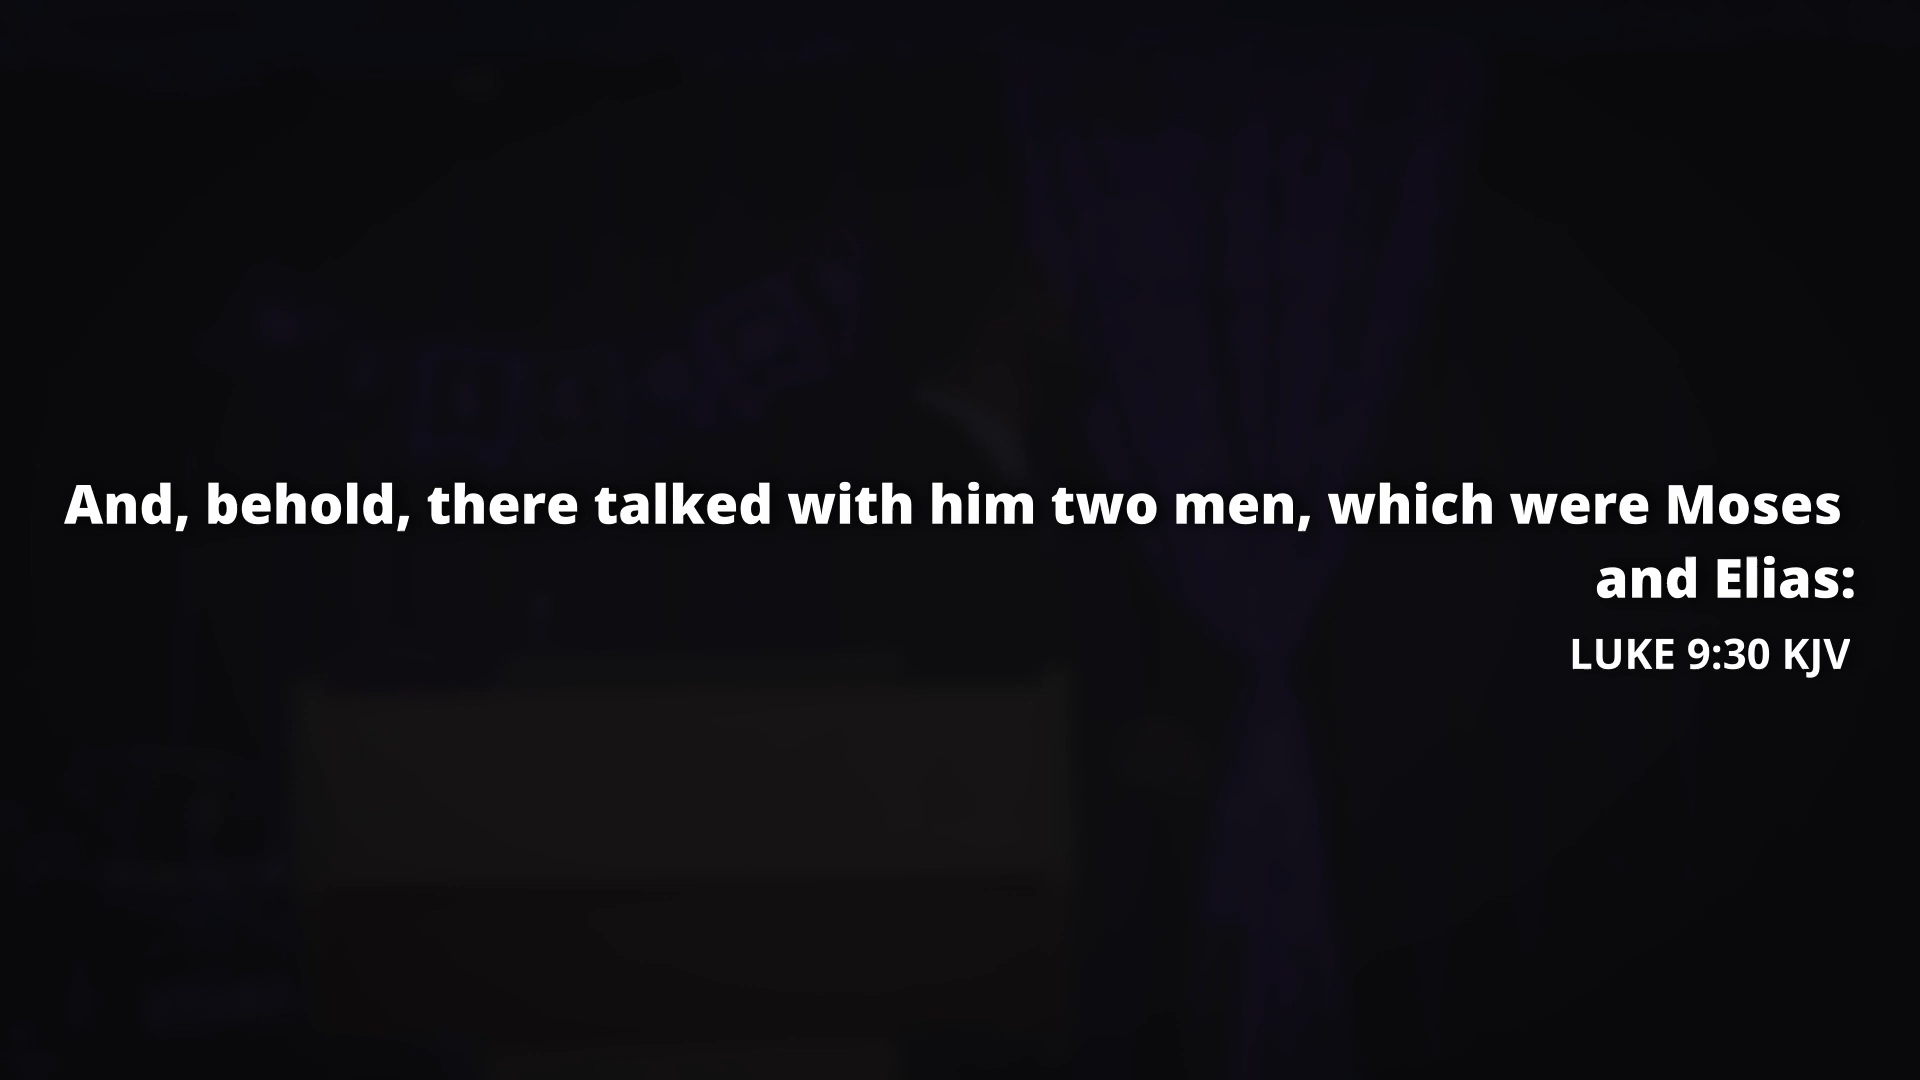 And, behold, there talked with him two men, which were Moses
and Elias:
LUKE 9:30 KJV